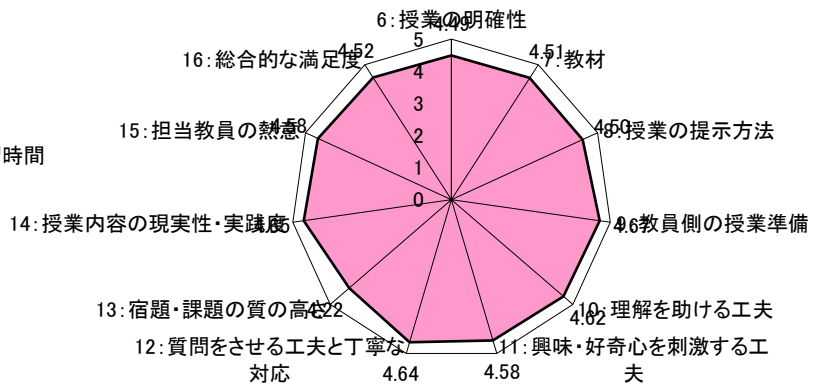 6:授業の明確性
4.49
7:教材
4.51
8:授業の提示方法
4.50
9:教員側の授業準備
4.67
10:理解を助ける工夫
4.62
11:興味・好奇心を刺激する工
夫
4.58
12:質問をさせる工夫と丁寧な
対応
4.64
13:宿題・課題の質の高さ
4.22
14:授業内容の現実性・実践度
4.65
15:担当教員の熱意
4.58
16:総合的な満足度
4.52
時間
5
4
3
2
1
0